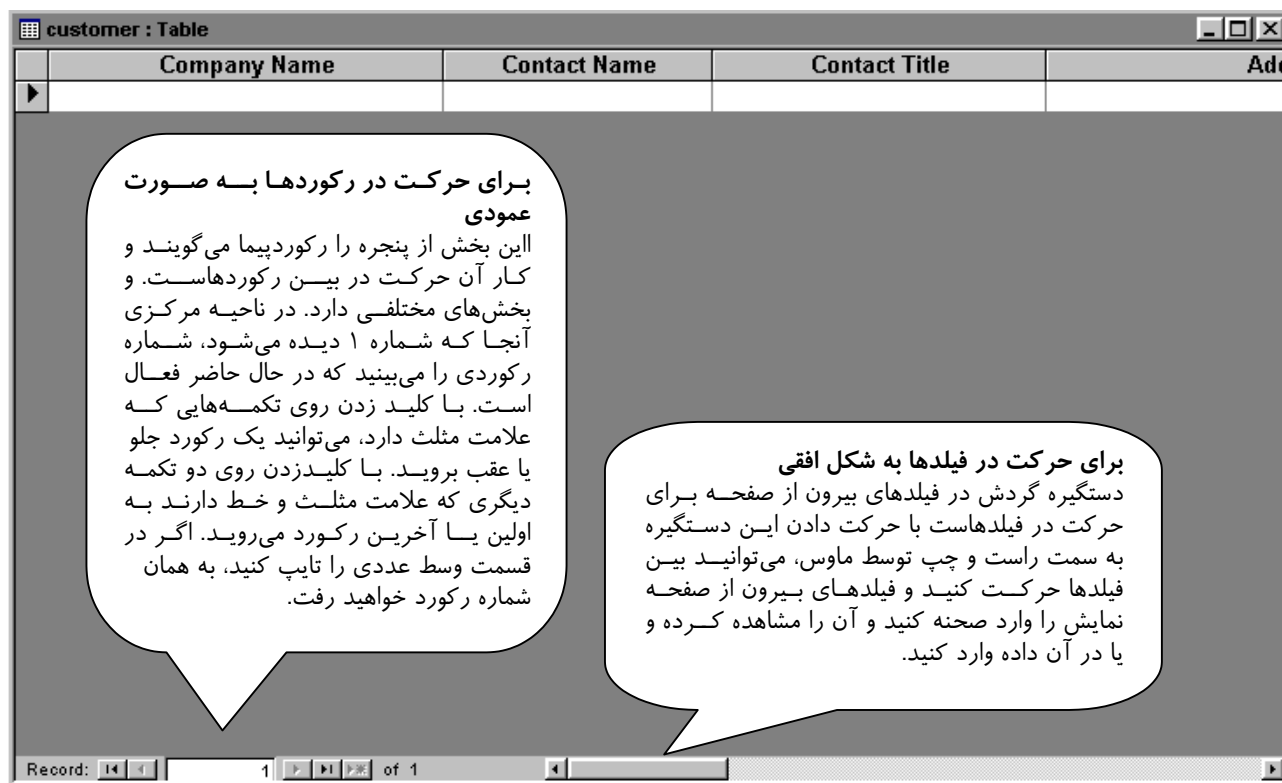 customer : Table
Company Name Contact Name Contact Title Add
برای حرکت در رکوردها به صورت
عمودی
ااین بخش از پنجره را رکوردپیما می‌گویند و
کار آن حرکت در بین رکوردهاست. و
بخش‌های مختلفی دارد. در ناحیه مرکزی
آنجا که شماره ۱ دیده می‌شود، شماره
رکوردی را می‌بینید که در حال حاضر فعال
است. با کلید زدن روی تکمه‌هایی که
علامت مثلث دارد، می‌توانید یک رکورد جلو
یا عقب بروید. با کلیدزدن روی دو تکمه
دیگری که علامت مثلث و خط دارند به
اولین یا آخرین رکورد می‌روید. اگر در
قسمت وسط عددی را تایپ کنید، به همان
شماره رکورد خواهید رفت.
برای حرکت در فیلدها به شکل افقی
دستگیره گردش در فیلدهای بیرون از صفحه برای
حرکت در فیلدهاست با حرکت دادن این دستگیره
به سمت راست و چپ توسط ماوس، می‌توانید بین
فیلدها حرکت کنید و فیلدهای بیرون از صفحه
نمایش را وارد صحنه کنید و آن را مشاهده کرده و
یا در آن داده وارد کنید.
Record: 1 of 1